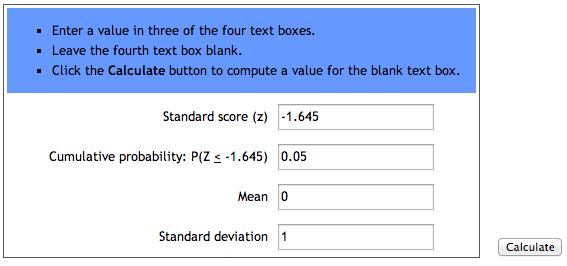 ▪ Enter a value in three of the four text boxes.
▪ Leave the fourth text box blank.
▪ Click the Calculate button to compute a value for the blank text box.
Standard score (z) -1.645
Cumulative probability: P(Z ≤ -1.645) 0.05
Mean 0
Standard deviation 1
Calculate